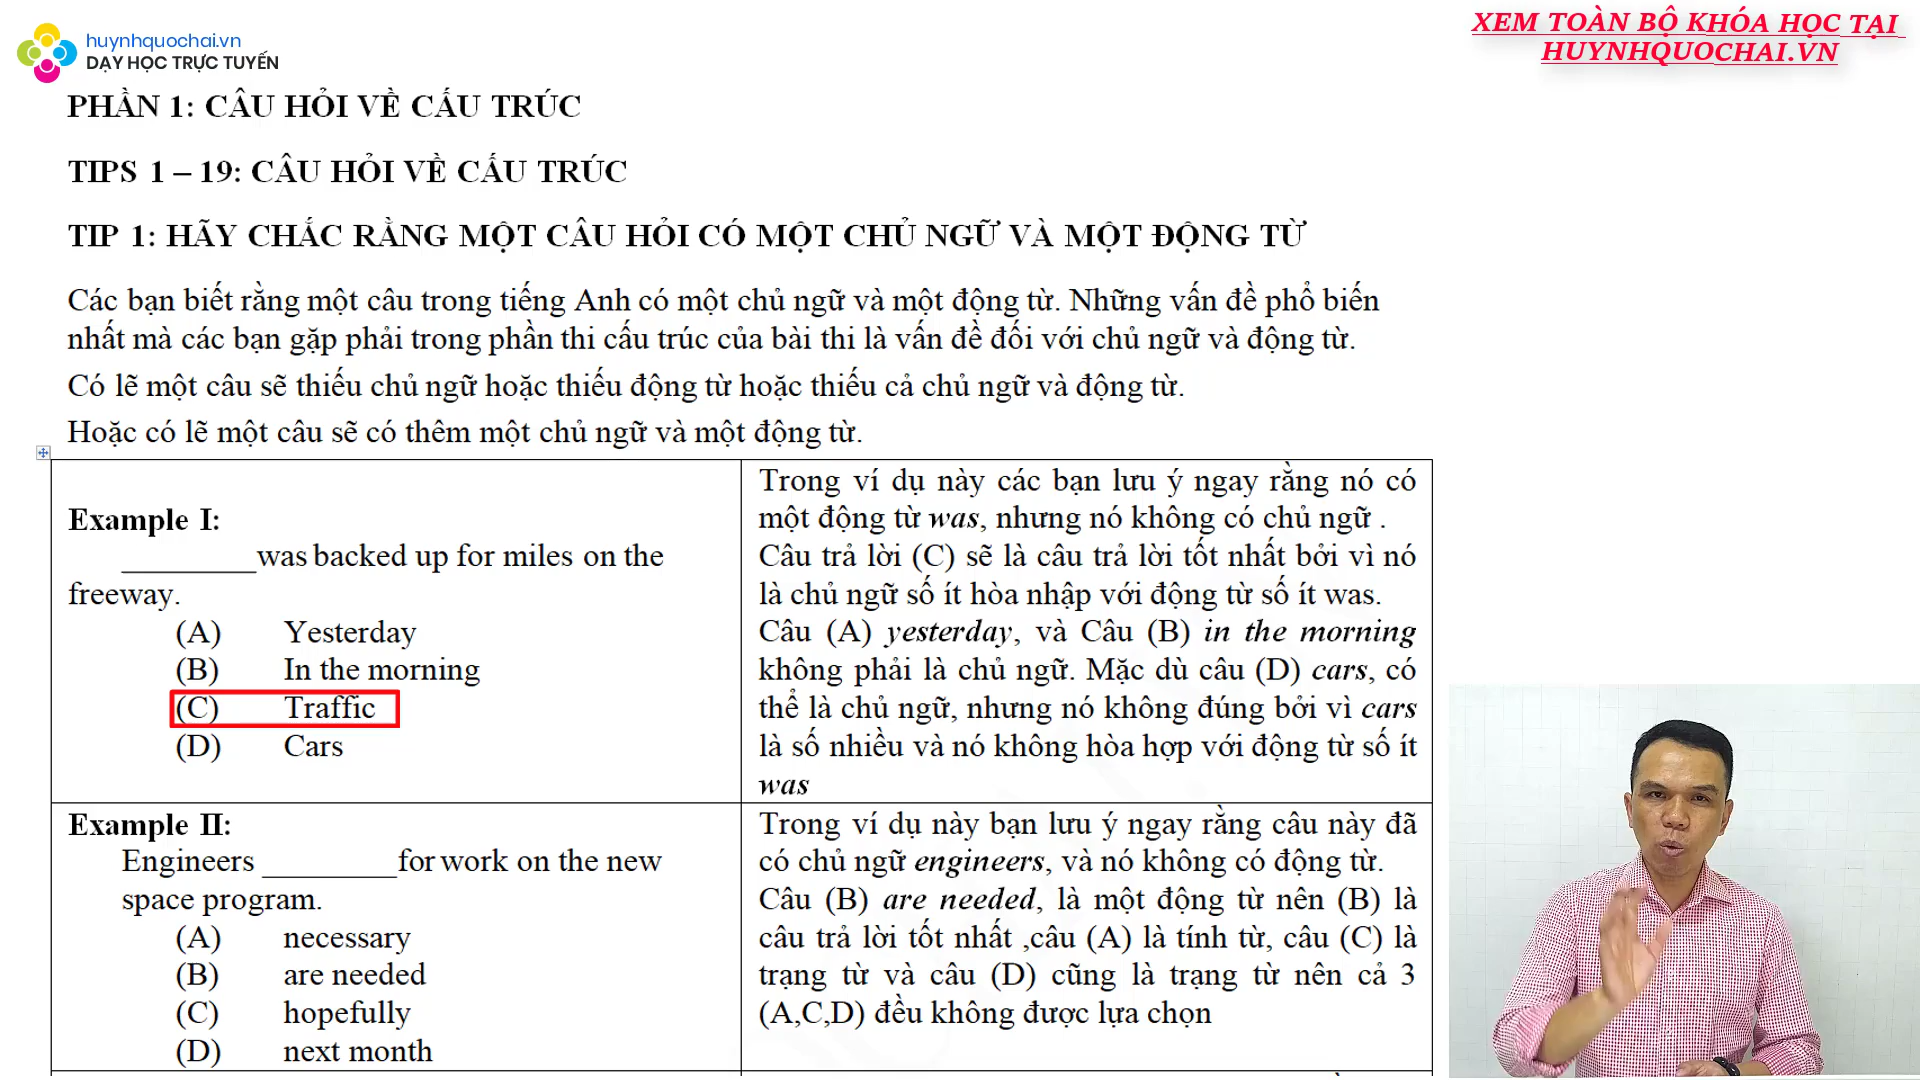 huynhquochai.vn
DẠY HỌC TRỰC TUYẾN
XEM TOÀN BỘ KHÓA HỌC TẠI
HUYNHQUOCHAI.VN
PHẦN 1: CÂU HỎI VỀ CẤU TRÚC
TIPS 1 – 19: CÂU HỎI VỀ CẤU TRÚC
TIP 1: HÃY CHẮC RẰNG MỘT CÂU HỎI CÓ MỘT CHỦ NGỮ VÀ MỘT ĐỘNG TỪ
Các bạn biết rằng một câu trong tiếng Anh có một chủ ngữ và một động từ. Những vấn đề phổ biến
nhất mà các bạn gặp phải trong phần thi cấu trúc của bài thi là vấn đề đối với chủ ngữ và động từ.
Có lẽ một câu sẽ thiếu chủ ngữ hoặc thiếu động từ hoặc thiếu cả chủ ngữ và động từ.
Hoặc có lẽ một câu sẽ có thêm một chủ ngữ và một động từ.
Example I:
_________was backed up for miles on the
freeway.
(A) Yesterday
(B) In the morning
(C) Traffic
(D) Cars
Trong ví dụ này các bạn lưu ý ngay rằng nó có
một động từ was, nhưng nó không có chủ ngữ .
Câu trả lời (C) sẽ là câu trả lời tốt nhất bởi vì nó
là chủ ngữ số ít hòa nhập với động từ số ít was.
Câu (A) yesterday, và Câu (B) in the morning
không phải là chủ ngữ. Mặc dù câu (D) cars, có
thể là chủ ngữ, nhưng nó không đúng bởi vì cars
là số nhiều và nó không hòa hợp với động từ số ít
was
Example II:
Engineers _________for work on the new
space program.
(A) necessary
(B) are needed
(C) hopefully
(D) next month
Trong ví dụ này bạn lưu ý ngay rằng câu này đã
có chủ ngữ engineers, và nó không có động từ.
Câu (B) are needed, là một động từ nên (B) là
câu trả lời tốt nhất ,câu (A) là tính từ, câu (C) là
trạng từ và câu (D) cũng là trạng từ nên cả 3
(A,C,D) đều không được lựa chọn